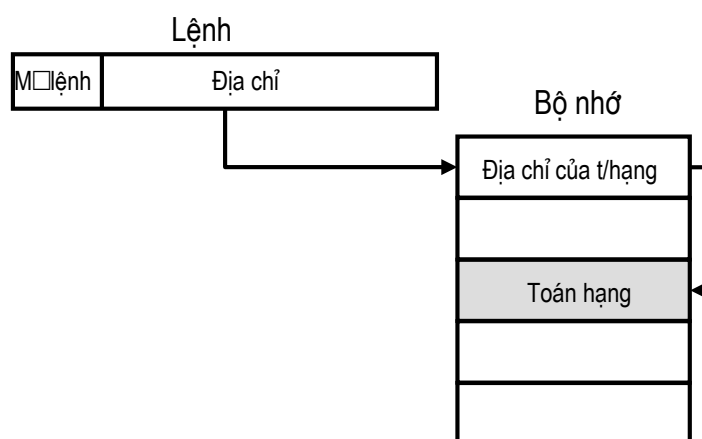 Lệnh
M□lệnh
Địa chỉ
Bộ nhớ
Địa chỉ của t/hạng
Toán hạng